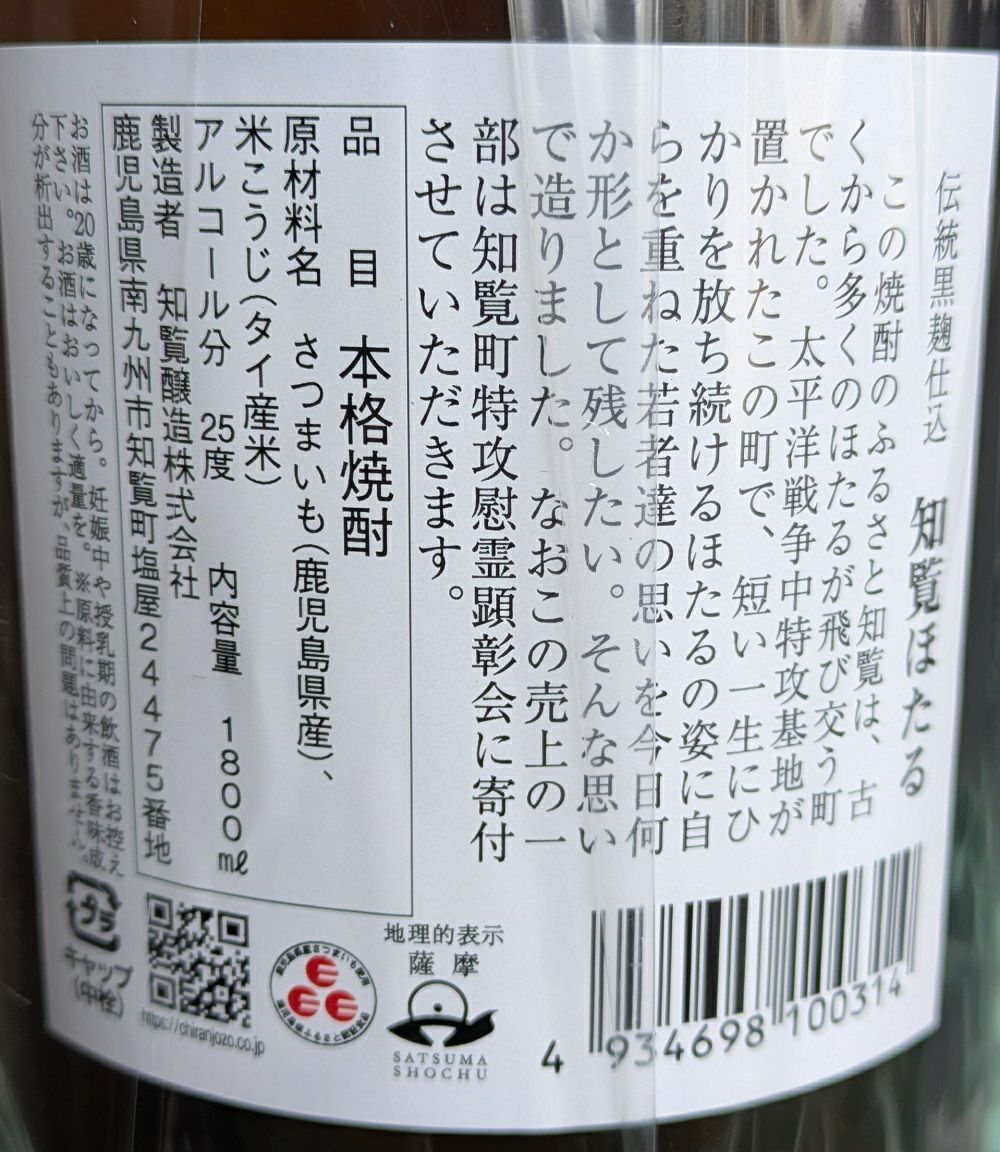 伝統黒麹仕込　知覧ほたる
この焼酎のふるさと知覧は、古
くから多くのほたるが飛び交う町
でした。太平洋戦争中特攻基地が
置かれたこの町で、短い一生にひ
かりを放ち続けるほたるの姿に自
らを重ねた若者達の思いを今日何
か形として残したい。そんな思い
で造りました。なおこの売上の一
部は知覧町特攻慰霊顕彰会に寄付
させていただきます。
品目　本格焼酎
原材料名　さつまいも(鹿児島県産)、
米こうじ(タイ産米)
アルコール分　25度　内容量　1800㎖
製造者　知覧醸造株式会社
鹿児島県南九州市知覧町塩屋24475番地
お酒は20歳になってから。妊娠中や授乳期の飲酒はお控え
下さい。お酒はおいしく適量を。※原料に由来する香味成
分が析出することもありますが、品質上の問題はありません。
プラ
キャップ
(中栓)
https://chiranjozo.co.jp
地理的表示
薩摩
SATSUMA
SHOCHU
4 934698 100314